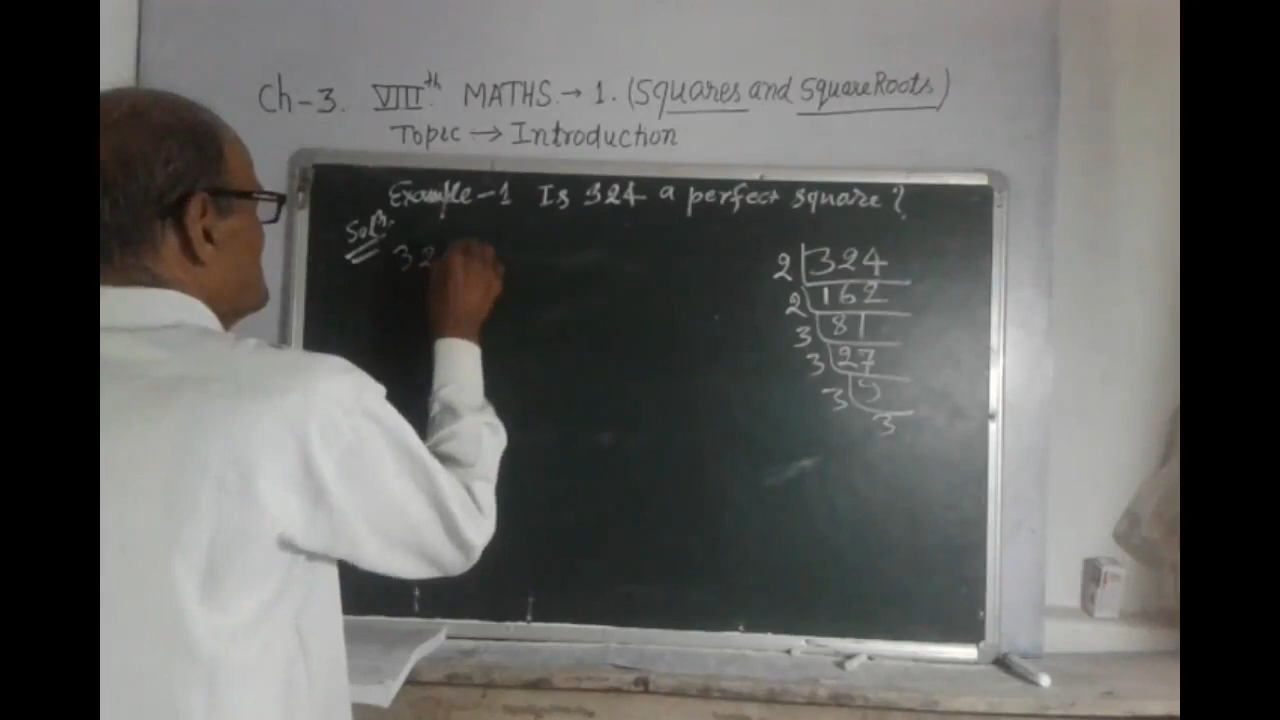 Ch-3. VIIIth MATHS → 1. (Squares and Square Roots)
Topic → Introduction
Example-1 Is 324 a perfect square?
Soln.
32
2 324
2 162
3 81
3 27
3 9
3